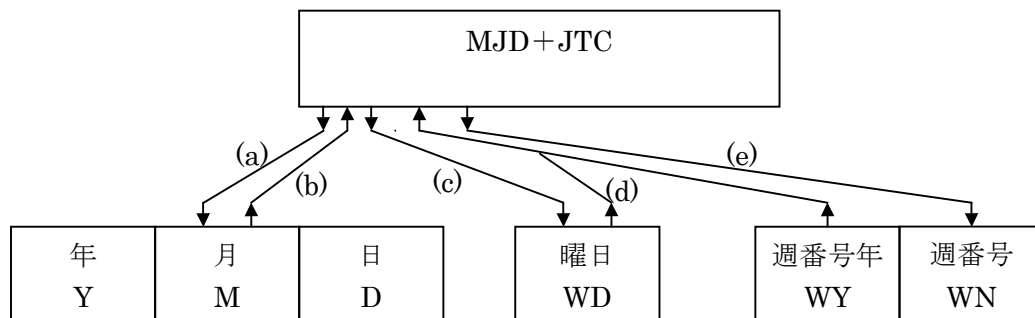 MJD+JTC
(a)
(b)
(c)
(d)
(e)
年 月 日 曜日 週番号年 週番号
Y M D WD WY WN